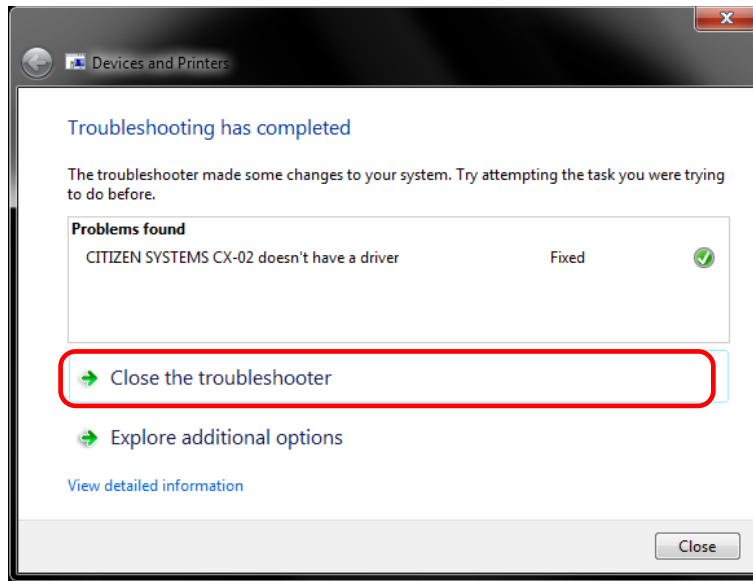 Devices and Printers
Troubleshooting has completed
The troubleshooter made some changes to your system. Try attempting the task you were trying
to do before.
Problems found
CITIZEN SYSTEMS CX-02 doesn't have a driver Fixed
Close the troubleshooter
Explore additional options
View detailed information
Close